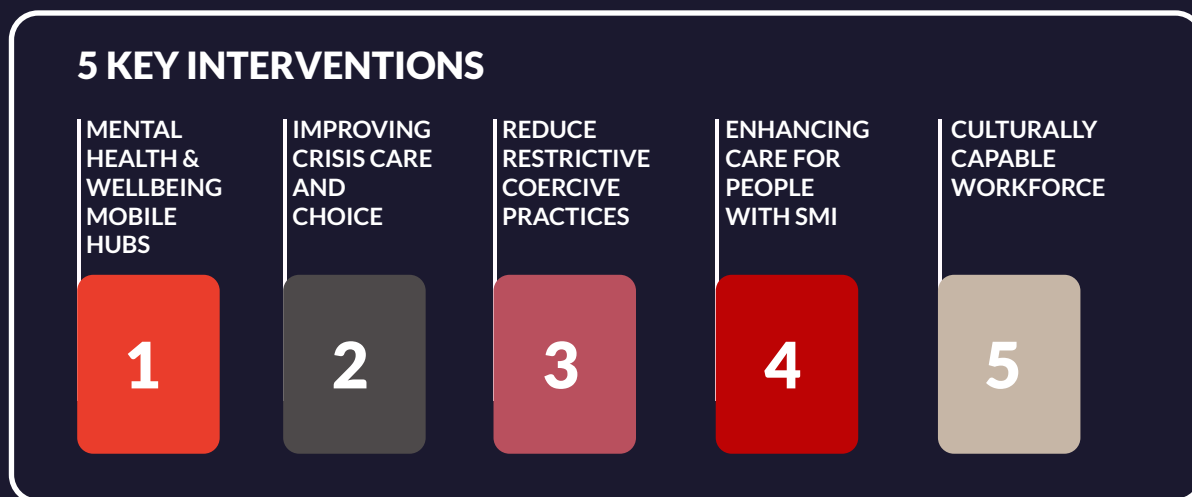 5 KEY INTERVENTIONS
MENTAL
HEALTH &
WELLBEING
MOBILE
HUBS
1
IMPROVING
CRISIS CARE
AND
CHOICE
2
REDUCE
RESTRICTIVE
COERCIVE
PRACTICES
3
ENHANCING
CARE FOR
PEOPLE
WITH SMI
4
CULTURALLY
CAPABLE
WORKFORCE
5